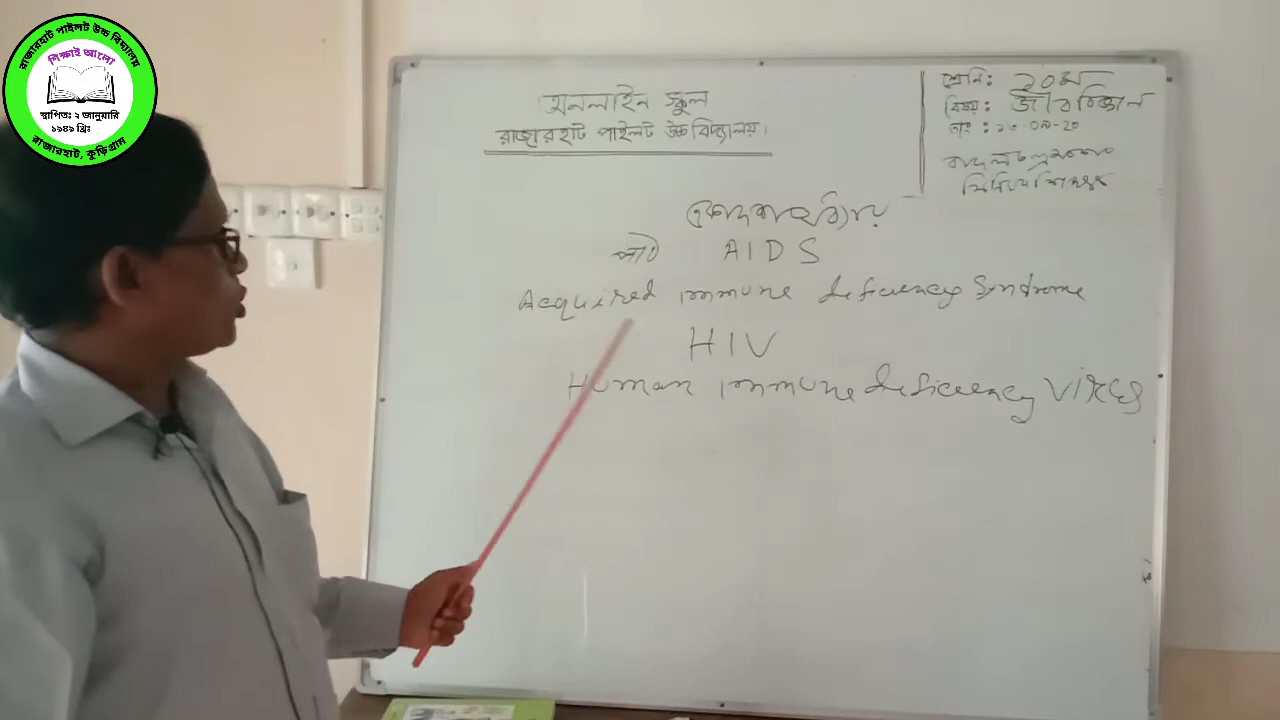 রাজারহাট পাইলট উচ্চ বিদ্যালয়
শিক্ষাই আলো
স্থাপিতঃ ২ জানুয়ারি
১৯৪১ খ্রিঃ
রাজারহাট, কুড়িগ্রাম
অনলাইন স্কুল
রাজারহাট পাইলট উচ্চ বিদ্যালয়।
শ্রেনি: ১০ম
বিষয়: জীববিজ্ঞান
তাং :
পাঠ AIDS
Acquired immune deficiency Syndrome
HIV
Human immune deficiency Virus